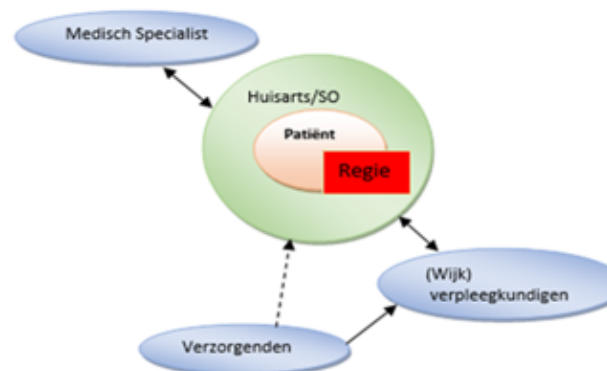 Medisch Specialist
Huisarts/SO
Patiënt
Regie
(Wijk)
verpleegkundigen
Verzorgenden